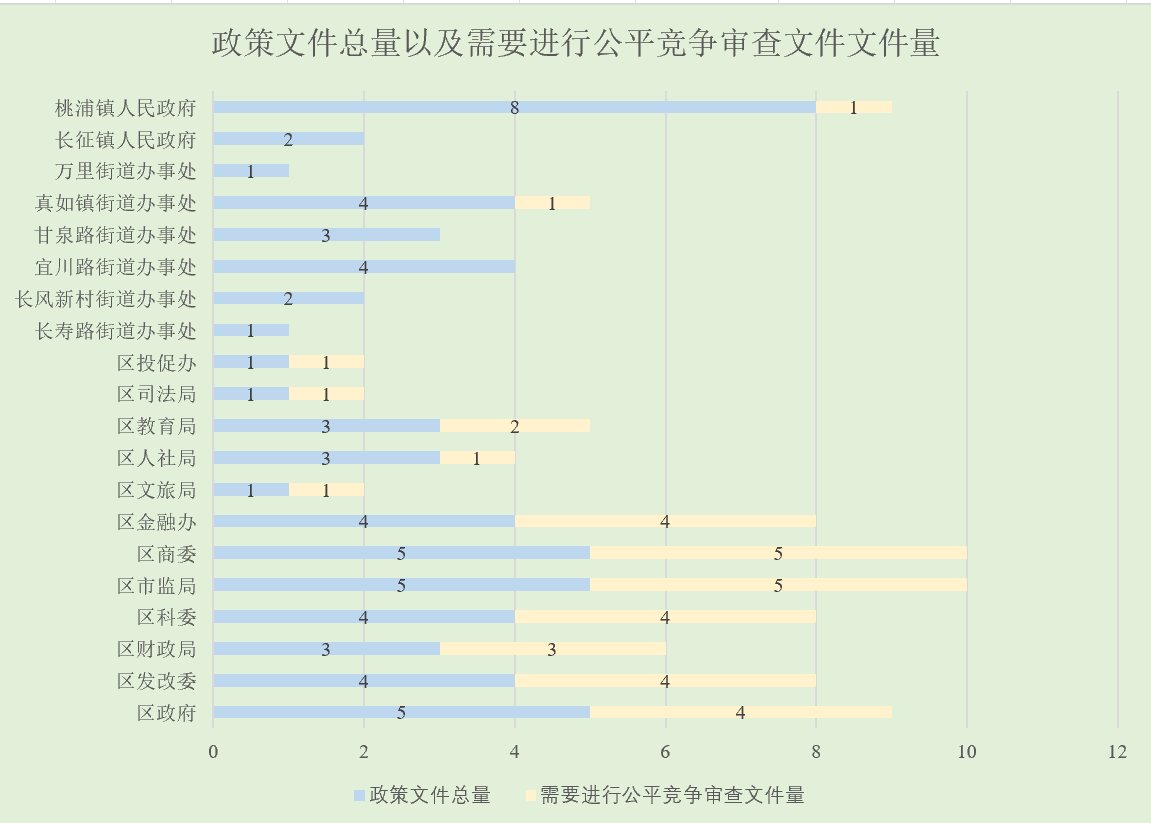 政策文件总量以及需要进行公平竞争审查文件文件量
桃浦镇人民政府 8 1
长征镇人民政府 2
万里街道办事处 1
真如镇街道办事处 4 1
甘泉路街道办事处 3
宜川路街道办事处 4
长风新村街道办事处 2
长寿路街道办事处 1
区投促办 1 1
区司法局 1 1
区教育局 3 2
区人社局 3 1
区文旅局 1 1
区金融办 4 4
区商委 5 5
区市监局 5 5
区科委 4 4
区财政局 3 3
区发改委 4 4
区政府 5 4
0 2 4 6 8 10 12
政策文件总量 需要进行公平竞争审查文件量